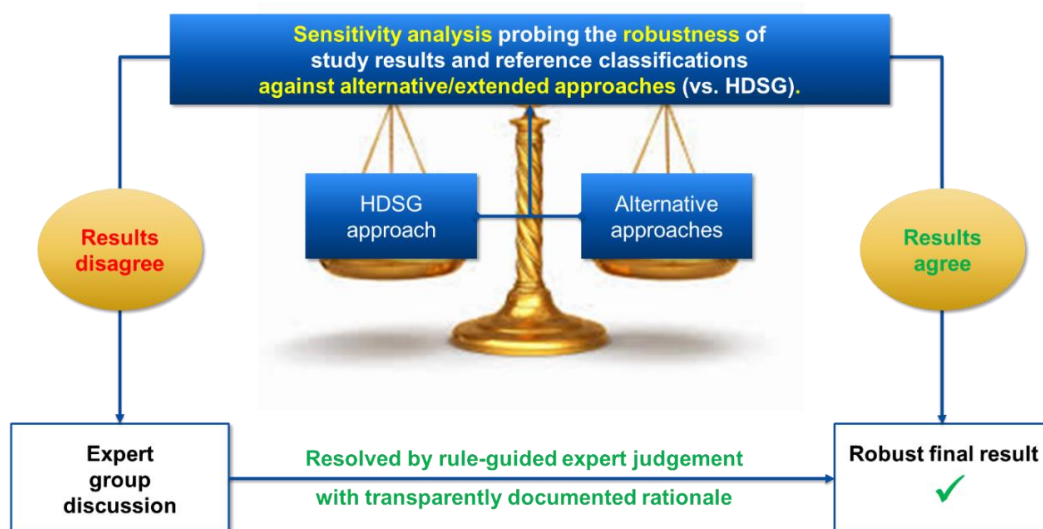 Sensitivity analysis probing the robustness of
study results and reference classifications
against alternative/extended approaches (vs. HDSG).
HDSG
approach
Alternative
approaches
Results
disagree
Results
agree
Expert
group
discussion
Resolved by rule-guided expert judgement
with transparently documented rationale
Robust final result
✓